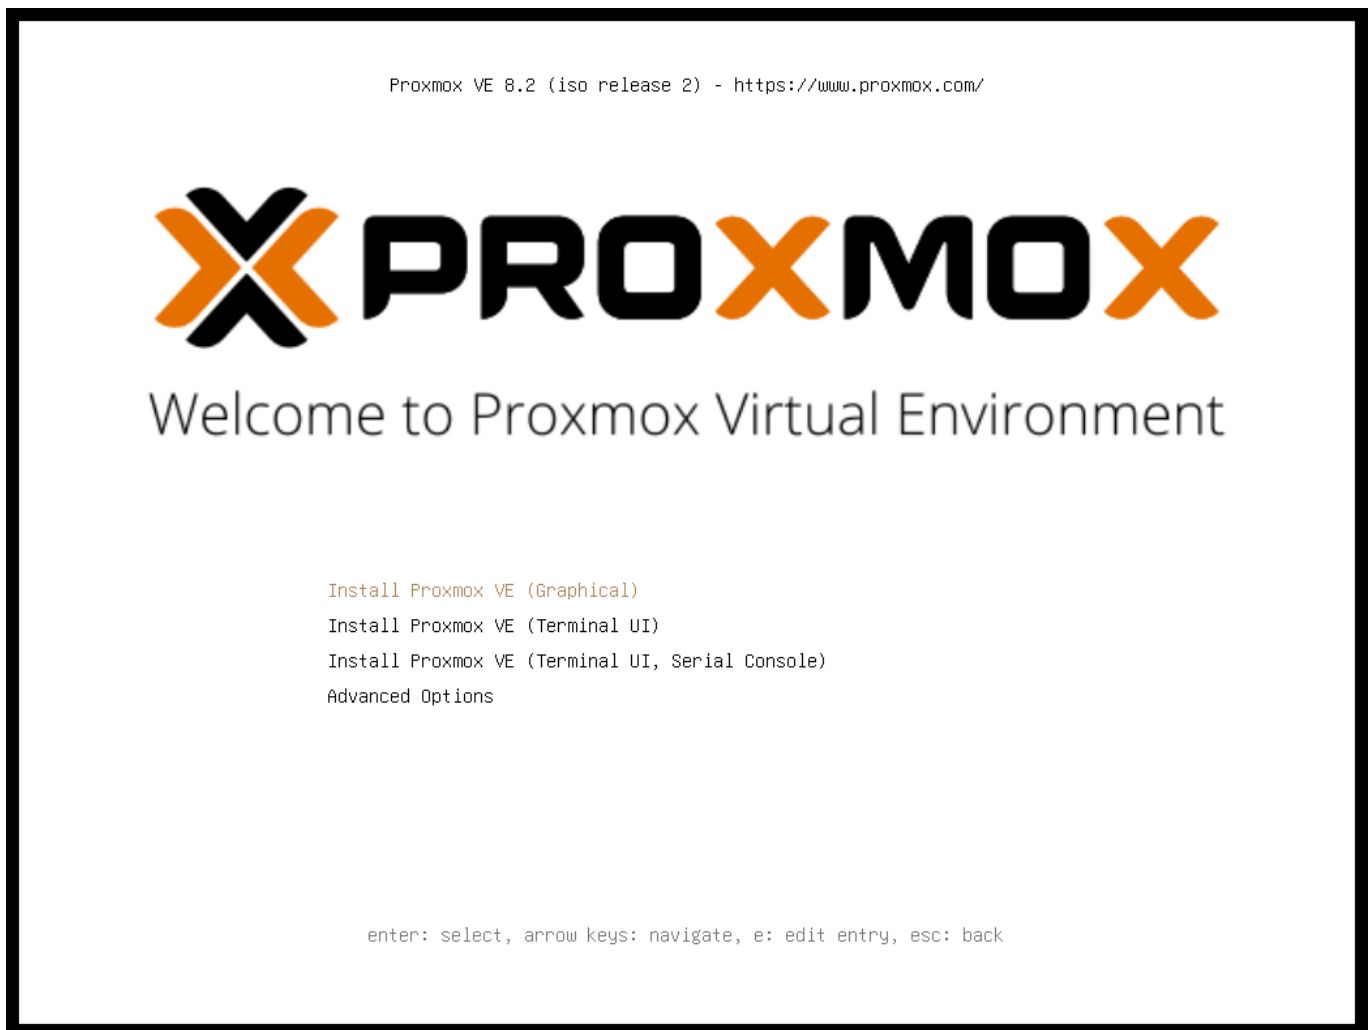 Proxmox VE 8.2 (iso release 2) - https://www.proxmox.com/
PROXMOX
Welcome to Proxmox Virtual Environment
Install Proxmox VE (Graphical)
Install Proxmox VE (Terminal UI)
Install Proxmox VE (Terminal UI, Serial Console)
Advanced Options
enter: select, arrow keys: navigate, e: edit entry, esc: back